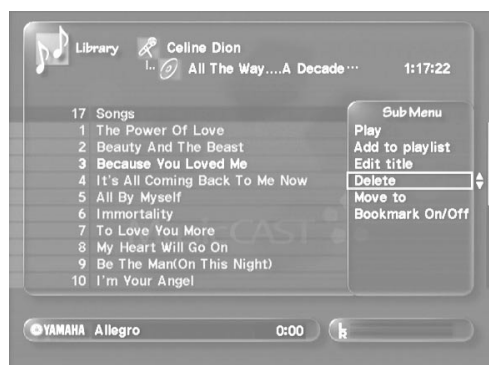 Library
Celine Dion
All The Way....A Decade...
1:17:22
17 Songs
1 The Power Of Love
2 Beauty And The Beast
3 Because You Loved Me
4 It's All Coming Back To Me Now
5 All By Myself
6 Immortality
7 To Love You More
8 My Heart Will Go On
9 Be The Man(On This Night)
10 I'm Your Angel
Sub Menu
Play
Add to playlist
Edit title
Delete
Move to
Bookmark On/Off
CAST
YAMAHA Allegro
0:00
L
R